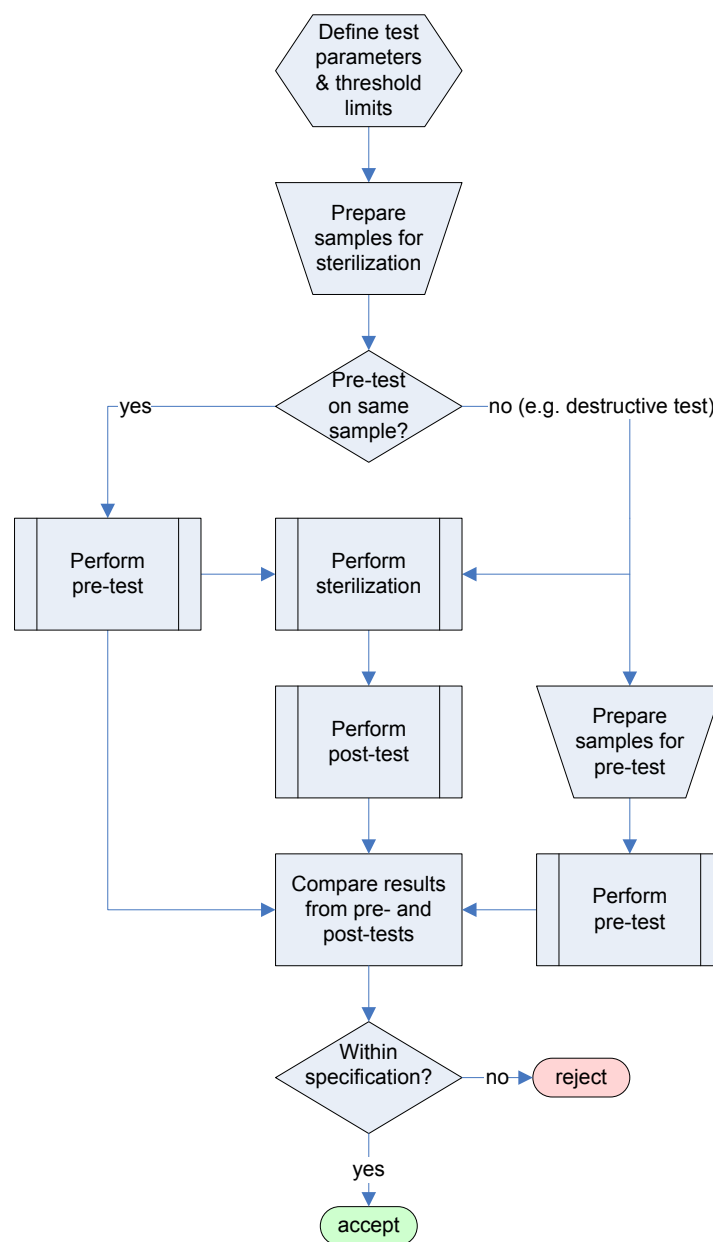 Define test
parameters
& threshold
limits
Prepare
samples for
sterilization
Pre-test
on same
sample?
yes
no (e.g. destructive test)
Perform
pre-test
Perform
sterilization
Perform
post-test
Prepare
samples for
pre-test
Compare results
from pre- and
post-tests
Perform
pre-test
Within
specification?
no
reject
yes
accept